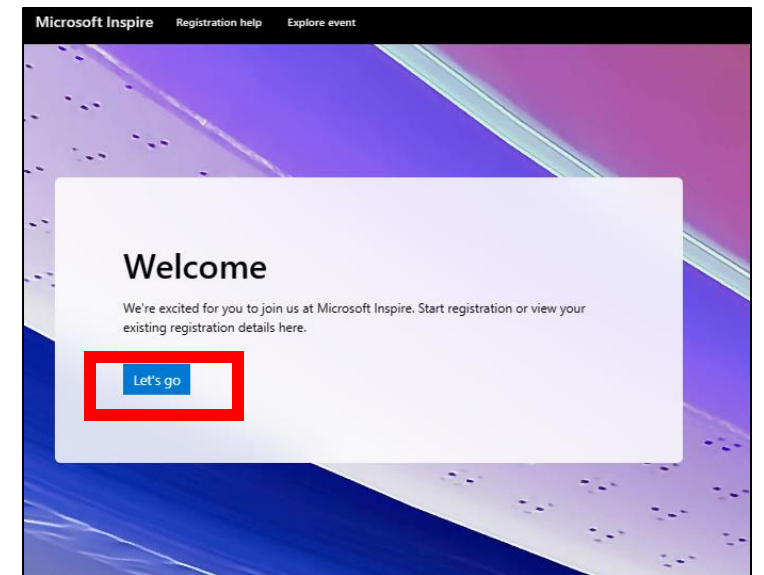 Microsoft Inspire Registration help Explore event
Welcome
We're excited for you to join us at Microsoft Inspire. Start registration or view your
existing registration details here.
Let's go